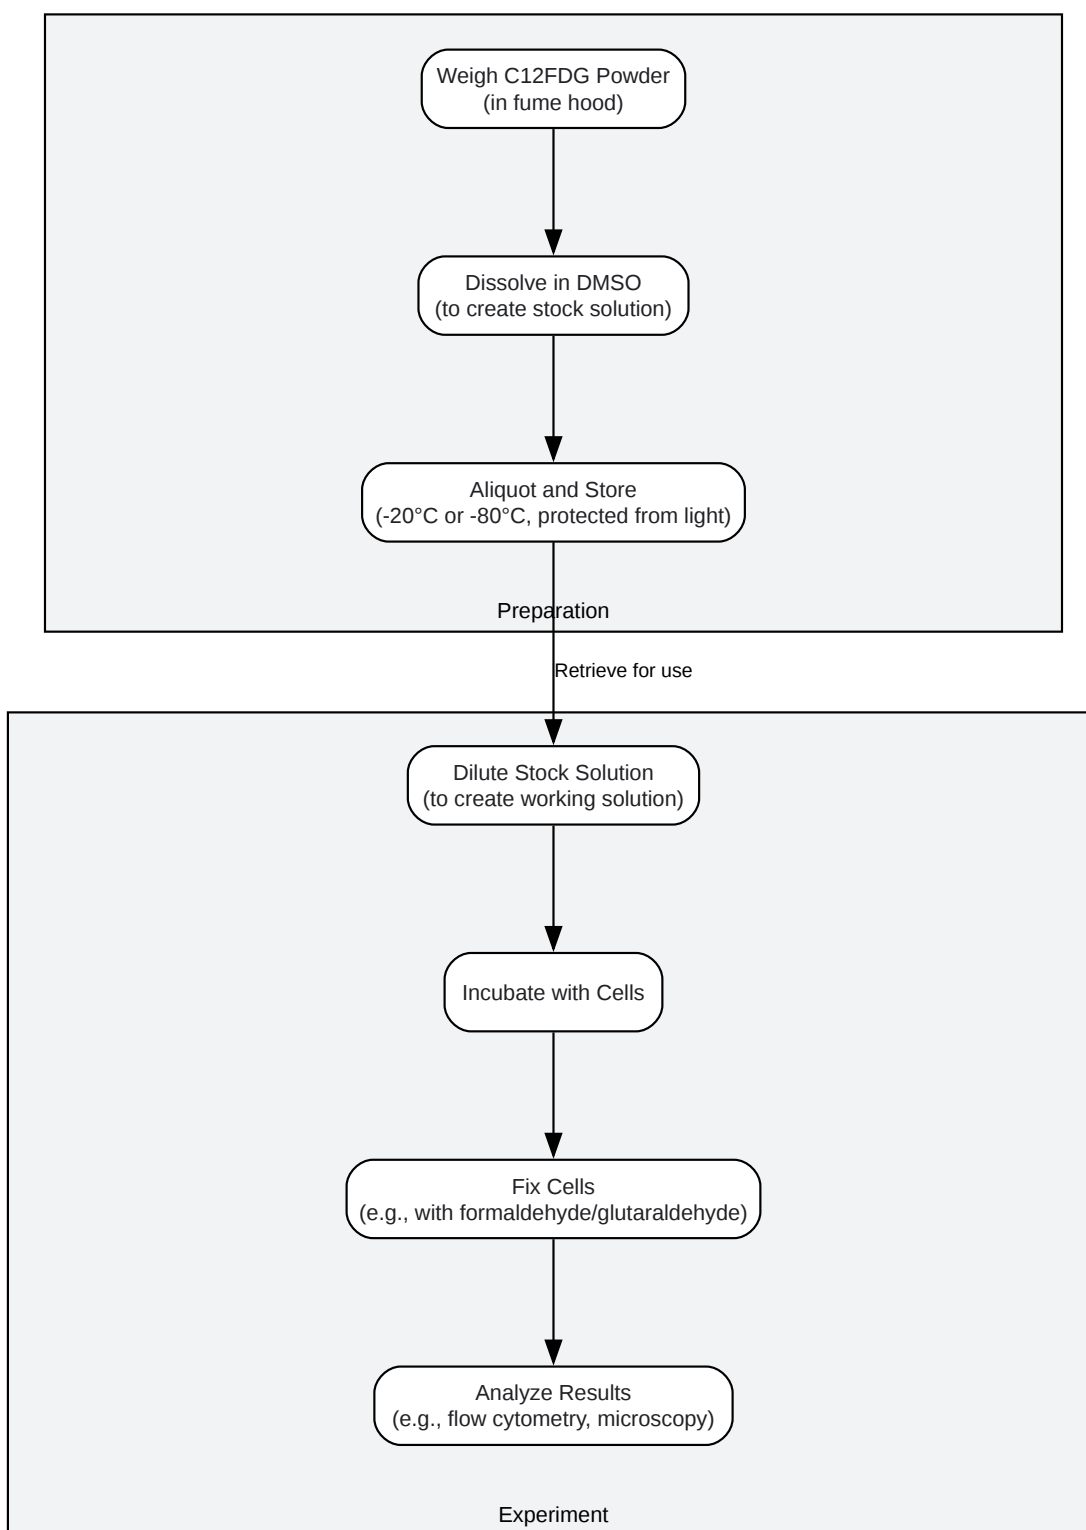 Weigh C12FDG Powder
(in fume hood)
Dissolve in DMSO
(to create stock solution)
Aliquot and Store
(-20°C or -80°C, protected from light)
Preparation
Retrieve for use
Dilute Stock Solution
(to create working solution)
Incubate with Cells
Fix Cells
(e.g., with formaldehyde/glutaraldehyde)
Analyze Results
(e.g., flow cytometry, microscopy)
Experiment